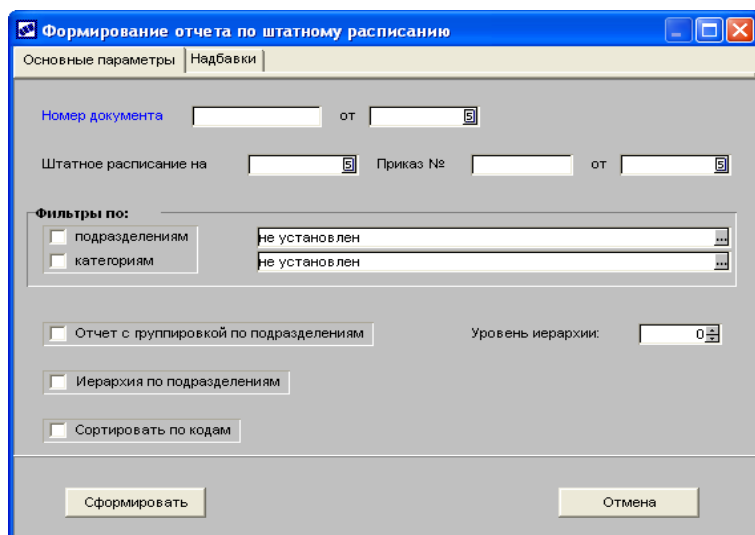 Формирование отчета по штатному расписанию
Основные параметры Надбавки
Номер документа от
Штатное расписание на Приказ № от
Фильтры по:
подразделениям не установлен ...
категориям не установлен ...
Отчет с группировкой по подразделениям Уровень иерархии: 0
Иерархия по подразделениям
Сортировать по кодам
Сформировать Отмена